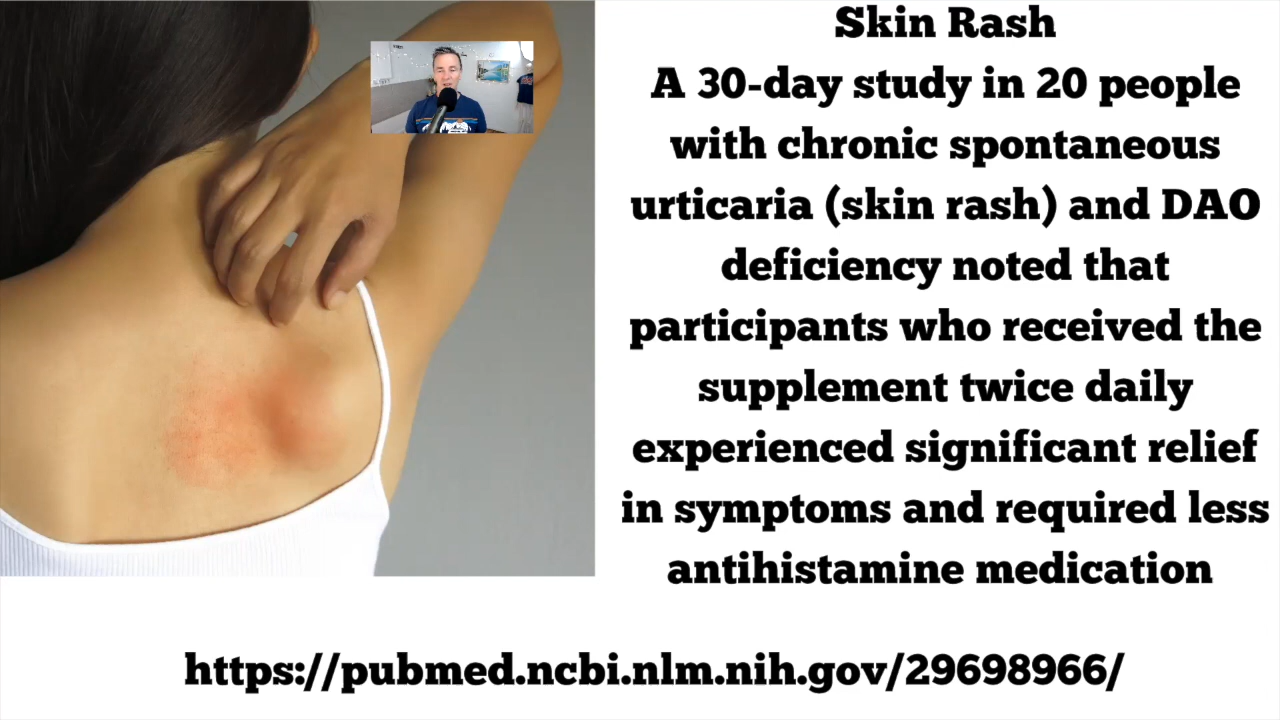 Skin Rash
A 30-day study in 20 people
with chronic spontaneous
urticaria (skin rash) and DAO
deficiency noted that
participants who received the
supplement twice daily
experienced significant relief
in symptoms and required less
antihistamine medication
https://pubmed.ncbi.nlm.nih.gov/29698966/